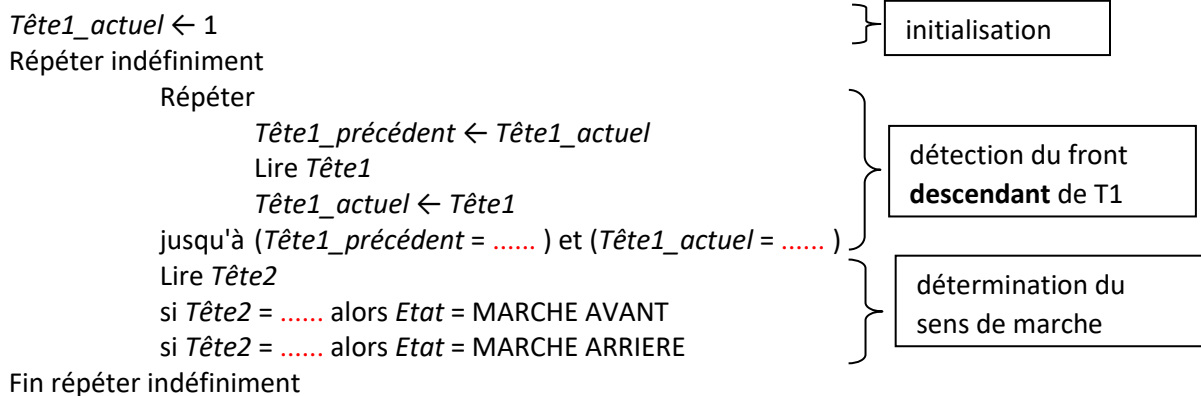 Tête1_actuel ← 1
initialisation
Répéter indéfiniment
Répéter
Tête1_précédent ← Tête1_actuel
Lire Tête1
Tête1_actuel ← Tête1
jusqu'à (Tête1_précédent = ...... ) et (Tête1_actuel = ...... )
détection du front
descendant de T1
Lire Tête2
si Tête2 = ...... alors Etat = MARCHE AVANT
si Tête2 = ...... alors Etat = MARCHE ARRIERE
détermination du
sens de marche
Fin répéter indéfiniment